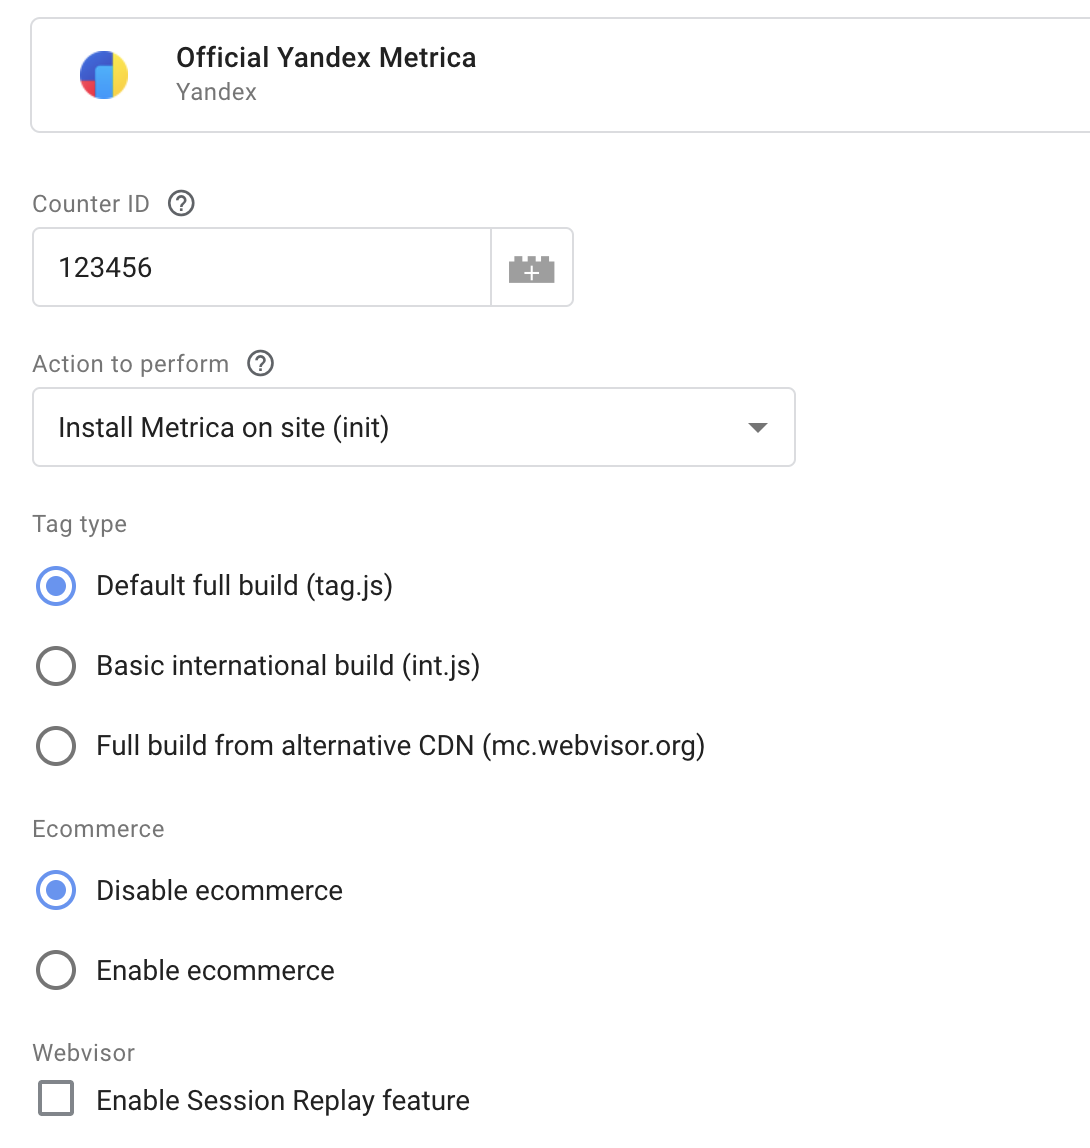 Official Yandex Metrica
Yandex
Counter ID
123456
Action to perform
Install Metrica on site (init)
Tag type
Default full build (tag.js)
Basic international build (int.js)
Full build from alternative CDN (mc.webvisor.org)
Ecommerce
Disable ecommerce
Enable ecommerce
Webvisor
Enable Session Replay feature